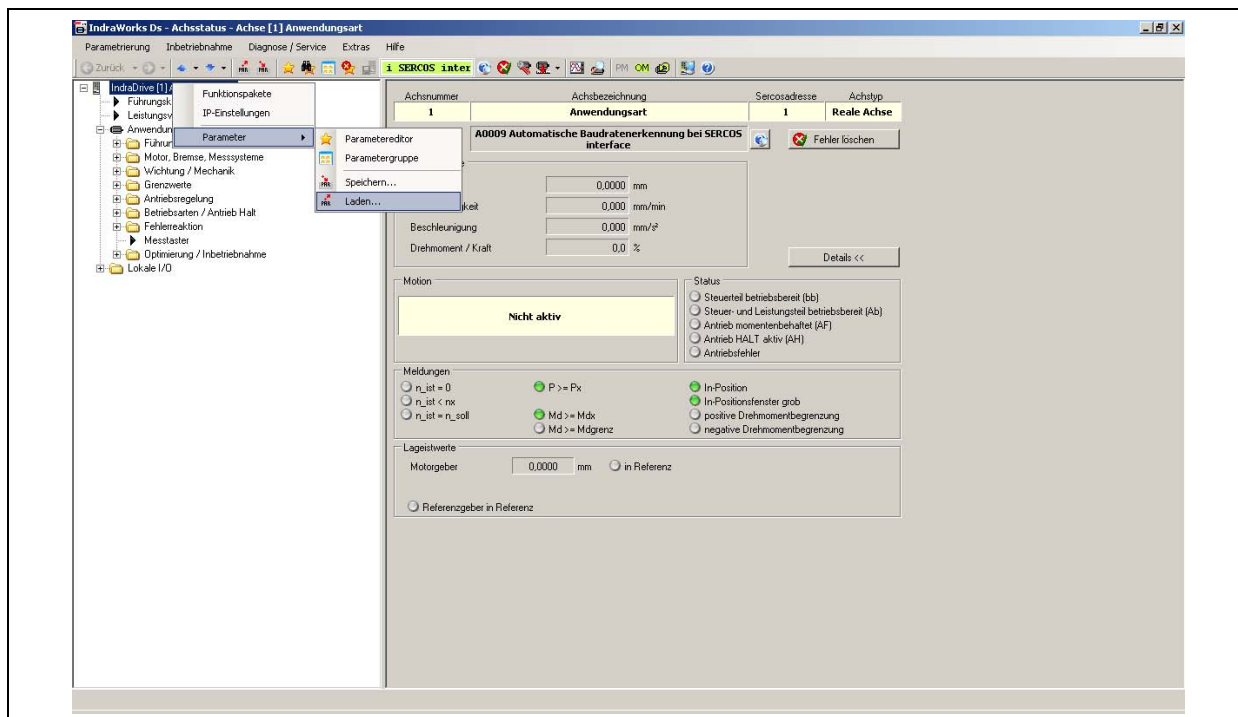 IndraWorks Ds - Achsstatus - Achse [1] Anwendungsart
Parametrierung Inbetriebnahme Diagnose / Service Extras Hilfe
Zurück i SERCOS inter PM OM
IndraDrive [1]
Führungsk
Leistungsv
Anwendun
Führur
Motor, Bremse, Messsysteme
Wichtung / Mechanik
Grenzwerte
Antriebsregelung
Betriebsarten / Antrieb Halt
Fehlerreaktion
Messtaster
Optimierung / Inbetriebnahme
Lokale I/O
Funktionspakete
IP-Einstellungen
Parameter
Parametereditor
Parametergruppe
Speichern...
Laden...
Achsnummer Achsbezeichnung Sercosadresse Achstyp
1 Anwendungsart 1 Reale Achse
A0009 Automatische Baudratenerkennung bei SERCOS
interface
Fehler löschen
0,0000 mm
keit 0,000 mm/min
Beschleunigung 0,000 mm/s²
Drehmoment / Kraft 0,0 %
Details <<
Motion
Nicht aktiv
Status
Steuerteil betriebsbereit (bb)
Steuer- und Leistungsteil betriebsbereit (Ab)
Antrieb momentenbehaftet (AF)
Antrieb HALT aktiv (AH)
Antriebsfehler
Meldungen
n_ist = 0 P >= Px In-Position
n_ist < nx In-Positionsfenster grob
n_ist = n_soll Md >= Mdx positive Drehmomentbegrenzung
Md >= Mdgrenz negative Drehmomentbegrenzung
Lageistwerte
Motorgeber 0,0000 mm in Referenz
Referenzgeber in Referenz